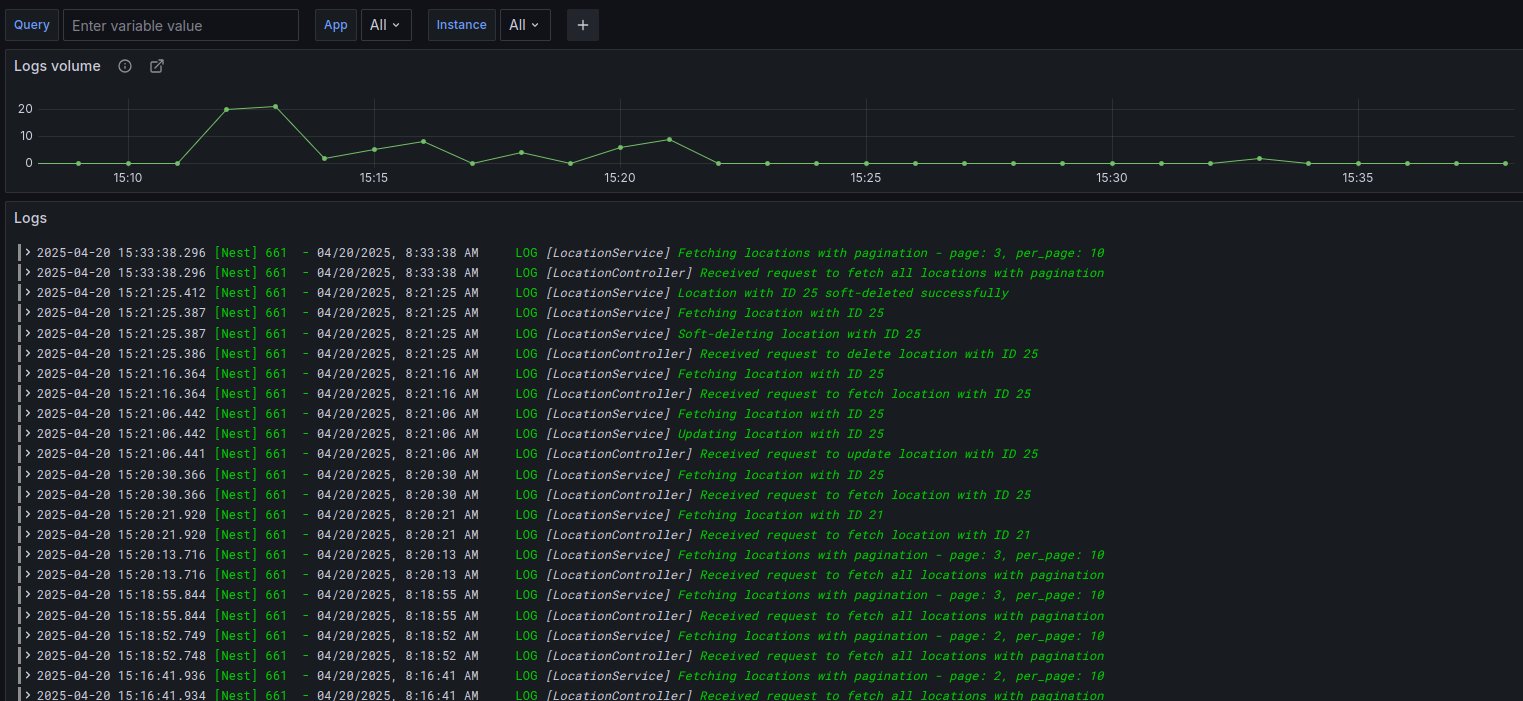 Query Enter variable value App All Instance All +
Logs volume
20
10
0
15:10 15:15 15:20 15:25 15:30 15:35
Logs
2025-04-20 15:33:38.296 [Nest] 661 - 04/20/2025, 8:33:38 AM LOG [LocationService] Fetching locations with pagination - page: 3, per_page: 10
2025-04-20 15:33:38.296 [Nest] 661 - 04/20/2025, 8:33:38 AM LOG [LocationController] Received request to fetch all locations with pagination
2025-04-20 15:21:25.412 [Nest] 661 - 04/20/2025, 8:21:25 AM LOG [LocationService] Location with ID 25 soft-deleted successfully
2025-04-20 15:21:25.387 [Nest] 661 - 04/20/2025, 8:21:25 AM LOG [LocationService] Fetching location with ID 25
2025-04-20 15:21:25.387 [Nest] 661 - 04/20/2025, 8:21:25 AM LOG [LocationService] Soft-deleting location with ID 25
2025-04-20 15:21:25.386 [Nest] 661 - 04/20/2025, 8:21:25 AM LOG [LocationController] Received request to delete location with ID 25
2025-04-20 15:21:16.364 [Nest] 661 - 04/20/2025, 8:21:16 AM LOG [LocationService] Fetching location with ID 25
2025-04-20 15:21:16.364 [Nest] 661 - 04/20/2025, 8:21:16 AM LOG [LocationController] Received request to fetch location with ID 25
2025-04-20 15:21:06.442 [Nest] 661 - 04/20/2025, 8:21:06 AM LOG [LocationService] Fetching location with ID 25
2025-04-20 15:21:06.442 [Nest] 661 - 04/20/2025, 8:21:06 AM LOG [LocationService] Updating location with ID 25
2025-04-20 15:21:06.441 [Nest] 661 - 04/20/2025, 8:21:06 AM LOG [LocationController] Received request to update location with ID 25
2025-04-20 15:20:30.366 [Nest] 661 - 04/20/2025, 8:20:30 AM LOG [LocationService] Fetching location with ID 25
2025-04-20 15:20:30.366 [Nest] 661 - 04/20/2025, 8:20:30 AM LOG [LocationController] Received request to fetch location with ID 25
2025-04-20 15:20:21.920 [Nest] 661 - 04/20/2025, 8:20:21 AM LOG [LocationService] Fetching location with ID 21
2025-04-20 15:20:21.920 [Nest] 661 - 04/20/2025, 8:20:21 AM LOG [LocationController] Received request to fetch location with ID 21
2025-04-20 15:20:13.716 [Nest] 661 - 04/20/2025, 8:20:13 AM LOG [LocationService] Fetching locations with pagination - page: 3, per_page: 10
2025-04-20 15:20:13.716 [Nest] 661 - 04/20/2025, 8:20:13 AM LOG [LocationController] Received request to fetch all locations with pagination
2025-04-20 15:18:55.844 [Nest] 661 - 04/20/2025, 8:18:55 AM LOG [LocationService] Fetching locations with pagination - page: 3, per_page: 10
2025-04-20 15:18:55.844 [Nest] 661 - 04/20/2025, 8:18:55 AM LOG [LocationController] Received request to fetch all locations with pagination
2025-04-20 15:18:52.749 [Nest] 661 - 04/20/2025, 8:18:52 AM LOG [LocationService] Fetching locations with pagination - page: 2, per_page: 10
2025-04-20 15:18:52.748 [Nest] 661 - 04/20/2025, 8:18:52 AM LOG [LocationController] Received request to fetch all locations with pagination
2025-04-20 15:16:41.936 [Nest] 661 - 04/20/2025, 8:16:41 AM LOG [LocationService] Fetching locations with pagination - page: 2, per_page: 10
2025-04-20 15:16:41.934 [Nest] 661 - 04/20/2025, 8:16:41 AM LOG [LocationController] Received request to fetch all locations with pagination